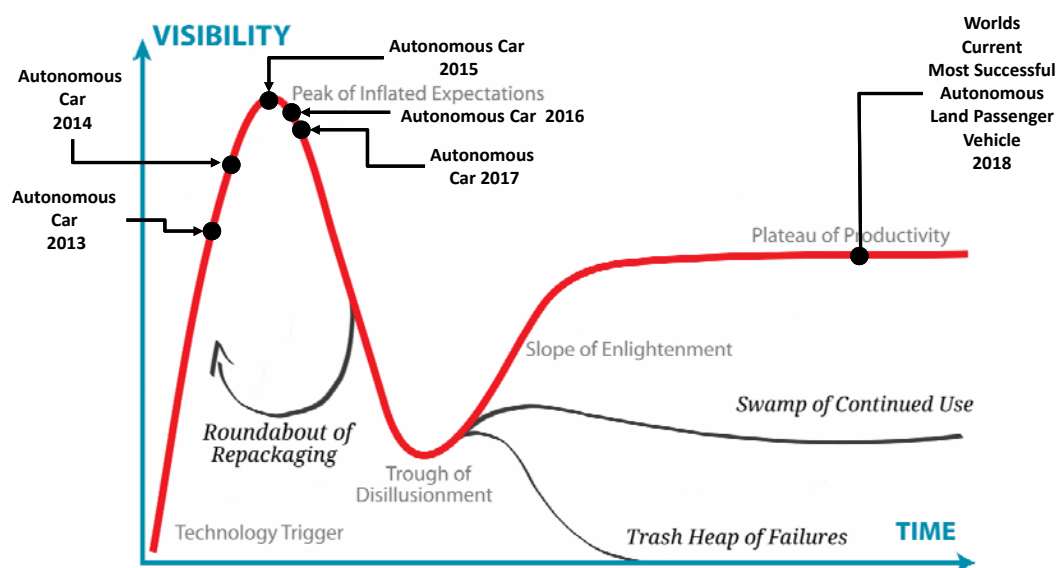 VISIBILITY
Autonomous Car
2015
Worlds
Current
Most Successful
Autonomous
Land Passenger
Vehicle
2018
Autonomous
Car
2014
Peak of Inflated Expectations
Autonomous Car  2016
Autonomous
Car 2017
Autonomous
Car
2013
Plateau of Productivity
Slope of Enlightenment
Swamp of Continued Use
Roundabout of
Repackaging
Trough of
Disillusionment
Technology Trigger
Trash Heap of Failures
TIME